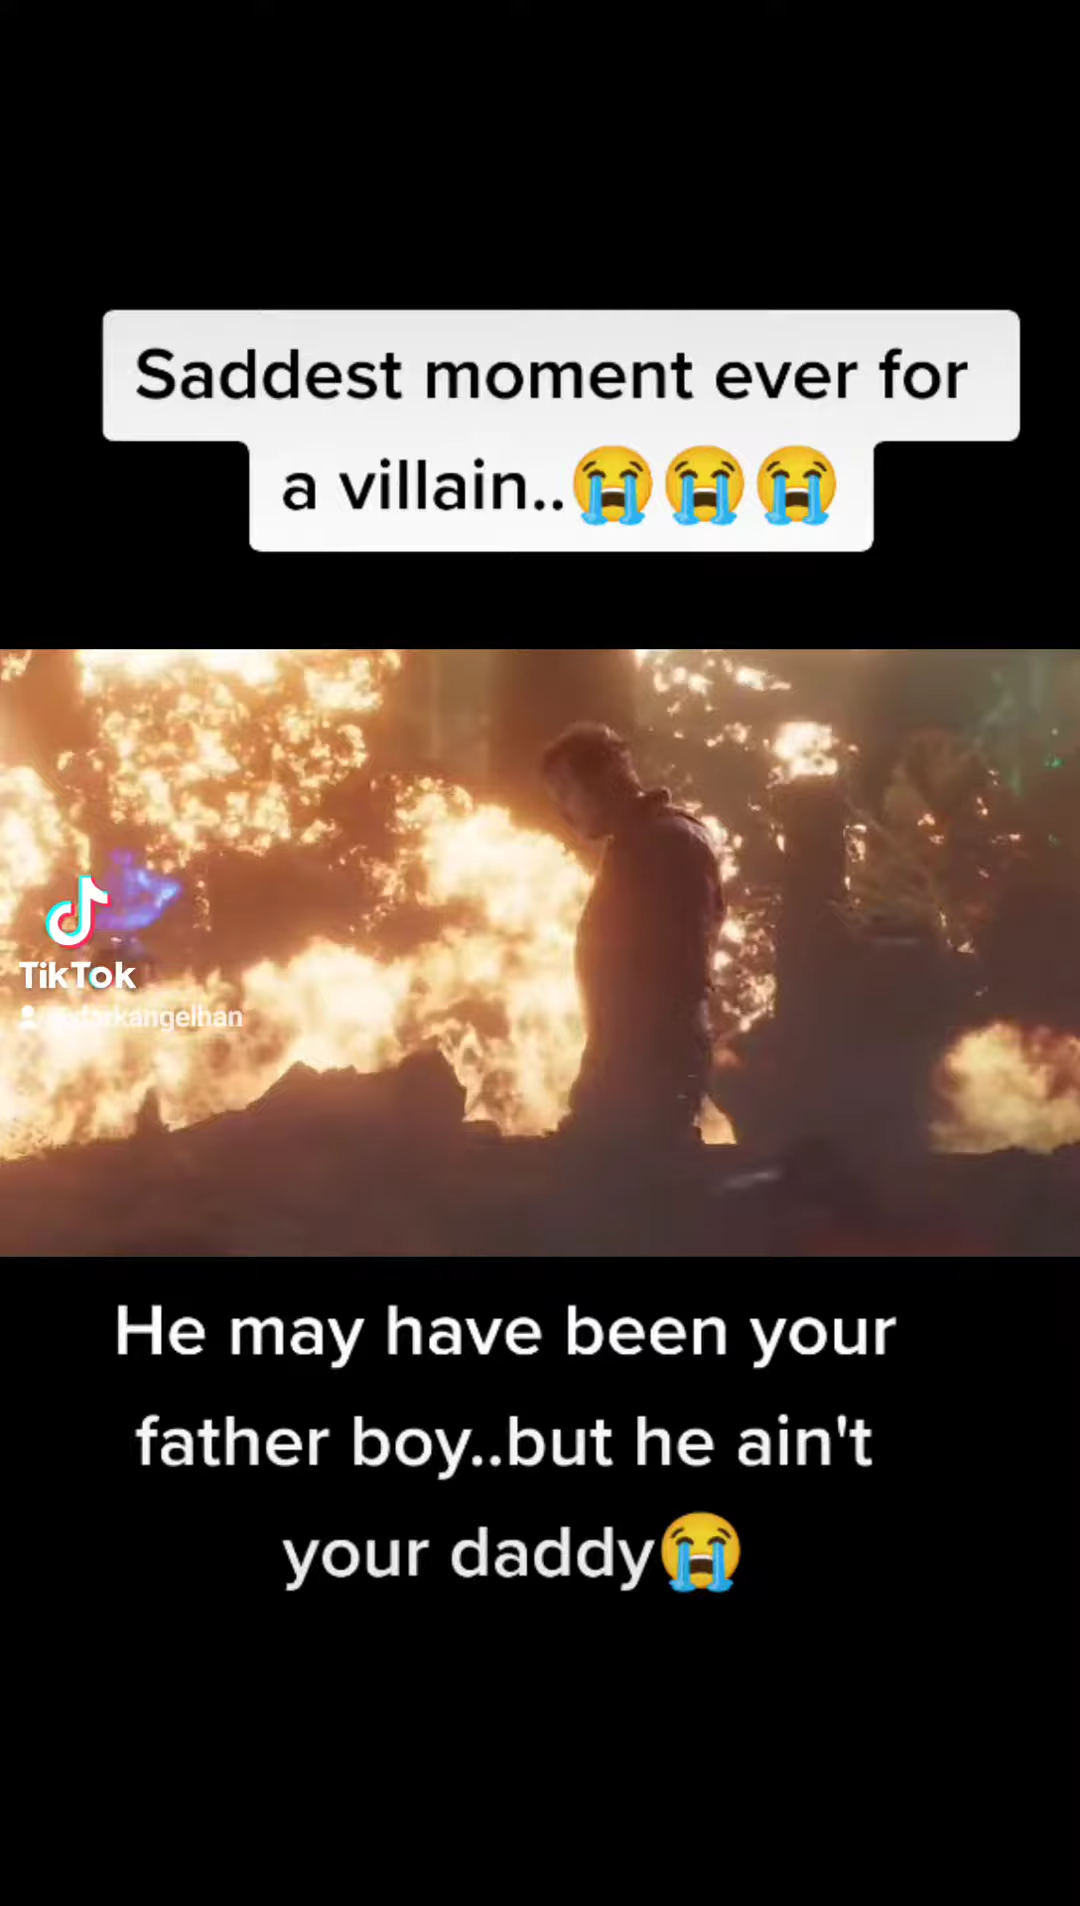 Saddest moment ever for
a villain..😭😭😭
TikTok
He may have been your
father boy..but he ain't
your daddy😭